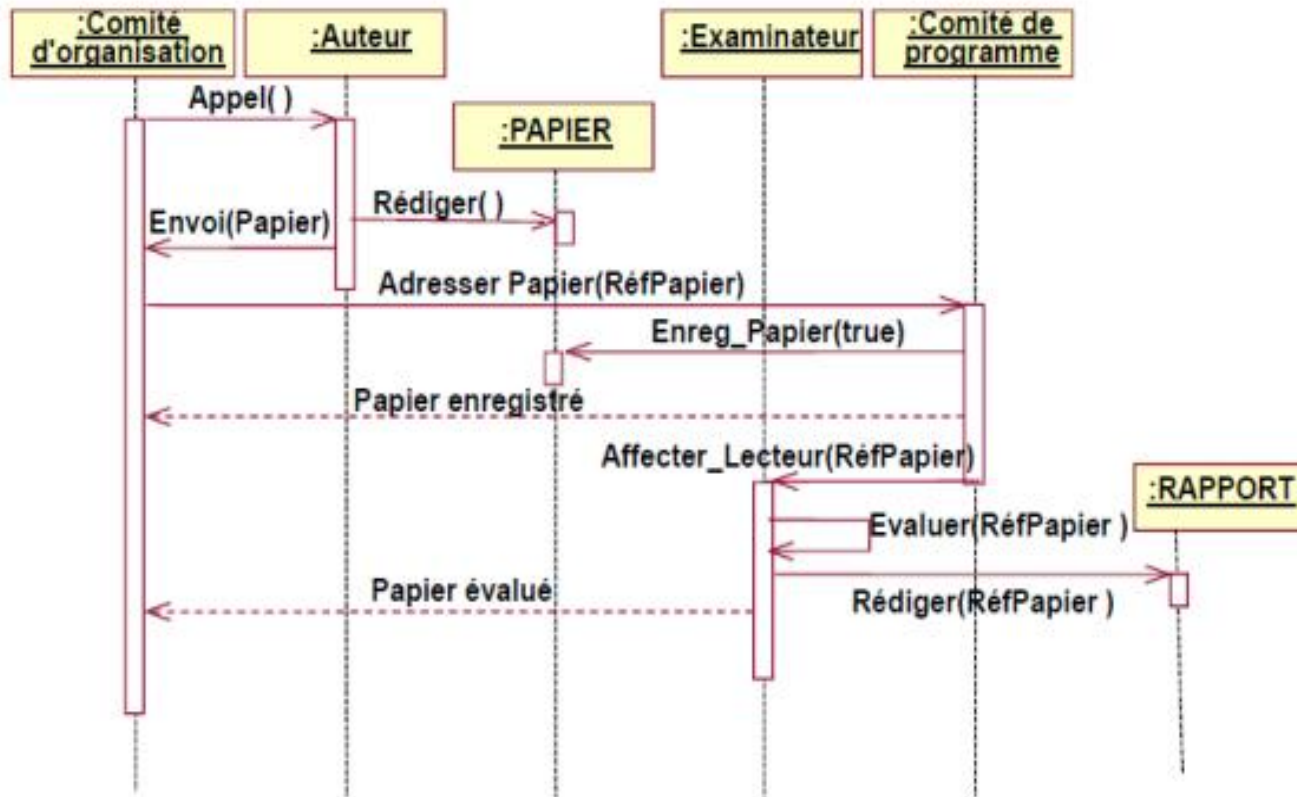 :Comité
d'organisation
:Auteur
:Examinateur
:Comité de
programme
Appel( )
:PAPIER
Rédiger( )
Envoi(Papier)
Adresser Papier(RéfPapier)
Enreg_Papier(true)
Papier enregistré
Affecter_Lecteur(RéfPapier)
:RAPPORT
Evaluer(RéfPapier )
Papier évalué
Rédiger(RéfPapier )